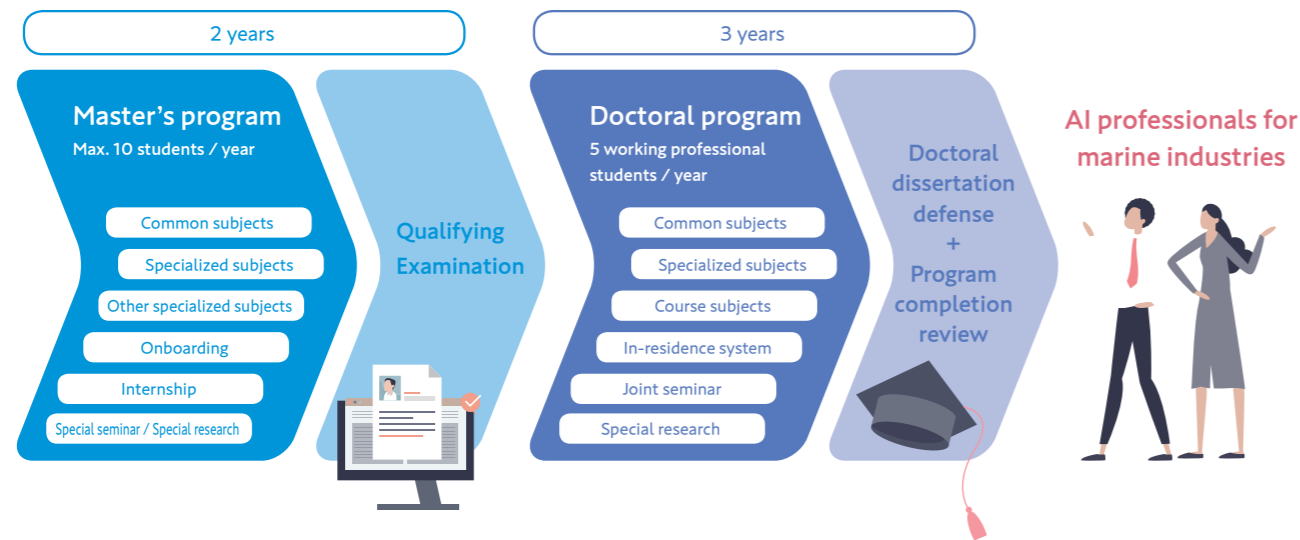 2 years
Master’s program
Max. 10 students / year
Common subjects
Specialized subjects
Other specialized subjects
Onboarding
Internship
Special seminar / Special research
Qualifying
Examination
3 years
Doctoral program
5 working professional
students / year
Common subjects
Specialized subjects
Course subjects
In-residence system
Joint seminar
Special research
Doctoral
dissertation
defense
+
Program
completion
review
AI professionals for
marine industries